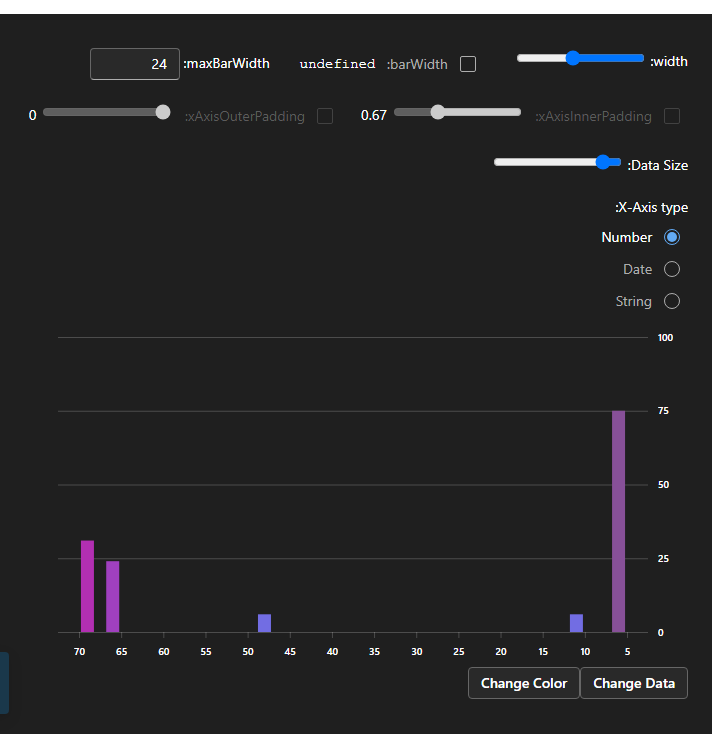 :width
:barWidth undefined
:maxBarWidth 24
:xAxisInnerPadding 0.67
:xAxisOuterPadding 0
:Data Size
:X-Axis type
Number
Date
String
100
75
50
25
0
70 65 60 55 50 45 40 35 30 25 20 15 10 5
Change Color Change Data